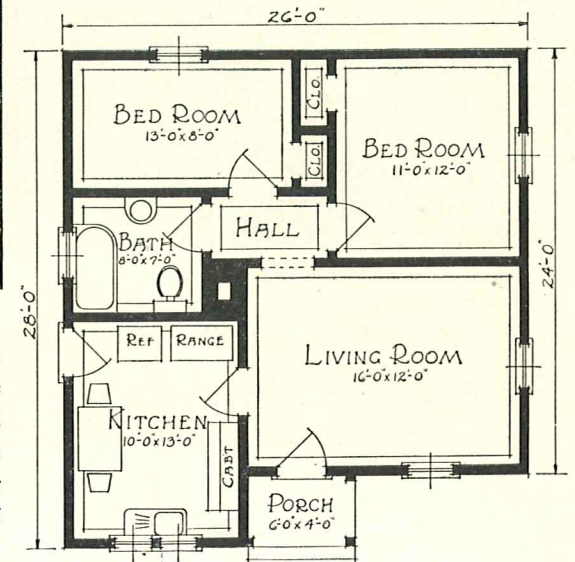 26'-0"
BED ROOM
13'-0"x8'-0"
CLO.
CLO.
BED ROOM
11'-0"x12'-0"
HALL
BATH
8'-0"x7'-0"
28'-0"
24'-0"
REF
RANGE
LIVING ROOM
16'-0"x12'-0"
KITCHEN
10'-0"x13'-0"
CABT
PORCH
6'-0"x4'-0"